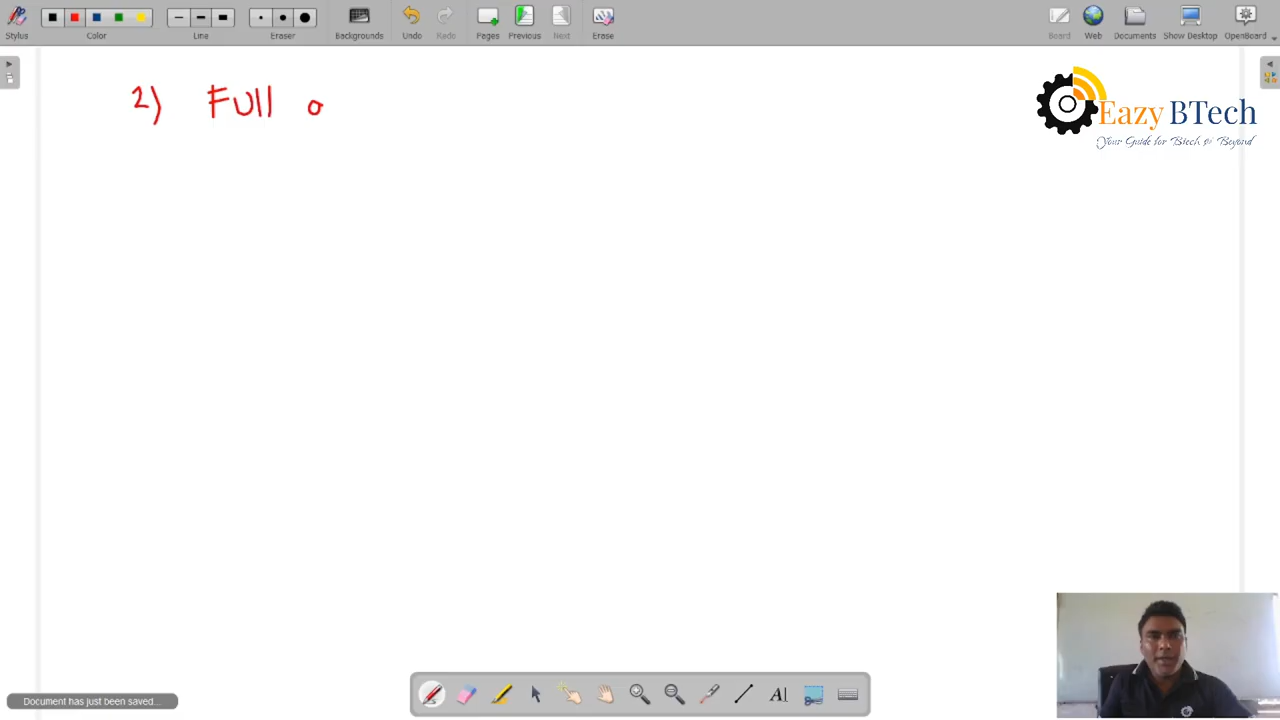 Stylus
Color
Line
Eraser
Backgrounds
Undo
Redo
Pages
Previous
Next
Erase
Board
Web
Documents
Show Desktop
OpenBoard
2) Full o
Eazy BTech
Your Guide for Btech & Beyond
AI
Document has just been saved...